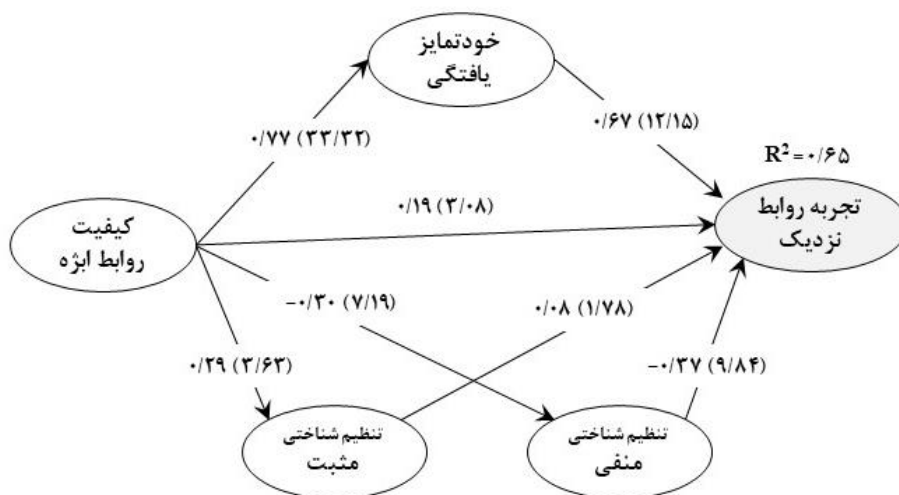 خودتمایز
یافتگی
۰/۷۷ (۳۳/۳۲)
۰/۶۷ (۱۲/۱۵)
R² = ۰/۶۵
تجربه روابط
نزدیک
۰/۱۹ (۳/۰۸)
کیفیت
روابط ابژه
−۰/۳۰ (۷/۱۹)
۰/۰۸ (۱/۷۸)
۰/۲۹ (۳/۶۳)
−۰/۳۷ (۹/۸۴)
تنظیم شناختی
مثبت
تنظیم شناختی
منفی